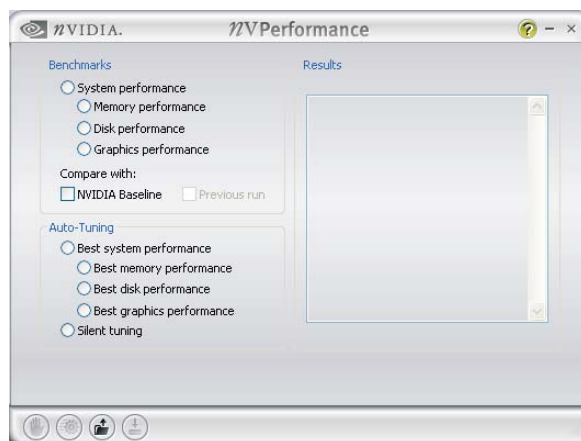 nVIDIA.
nVPerformance
?
Benchmarks
System performance
Memory performance
Disk performance
Graphics performance
Compare with:
NVIDIA Baseline
Previous run
Auto-Tuning
Best system performance
Best memory performance
Best disk performance
Best graphics performance
Silent tuning
Results